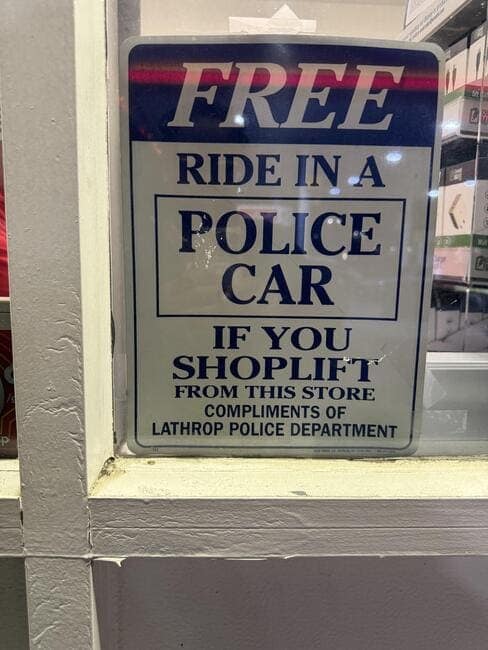 FREE
RIDE IN A
POLICE
CAR
IF YOU
SHOPLIFT
FROM THIS STORE
COMPLIMENTS OF
LATHROP POLICE DEPARTMENT